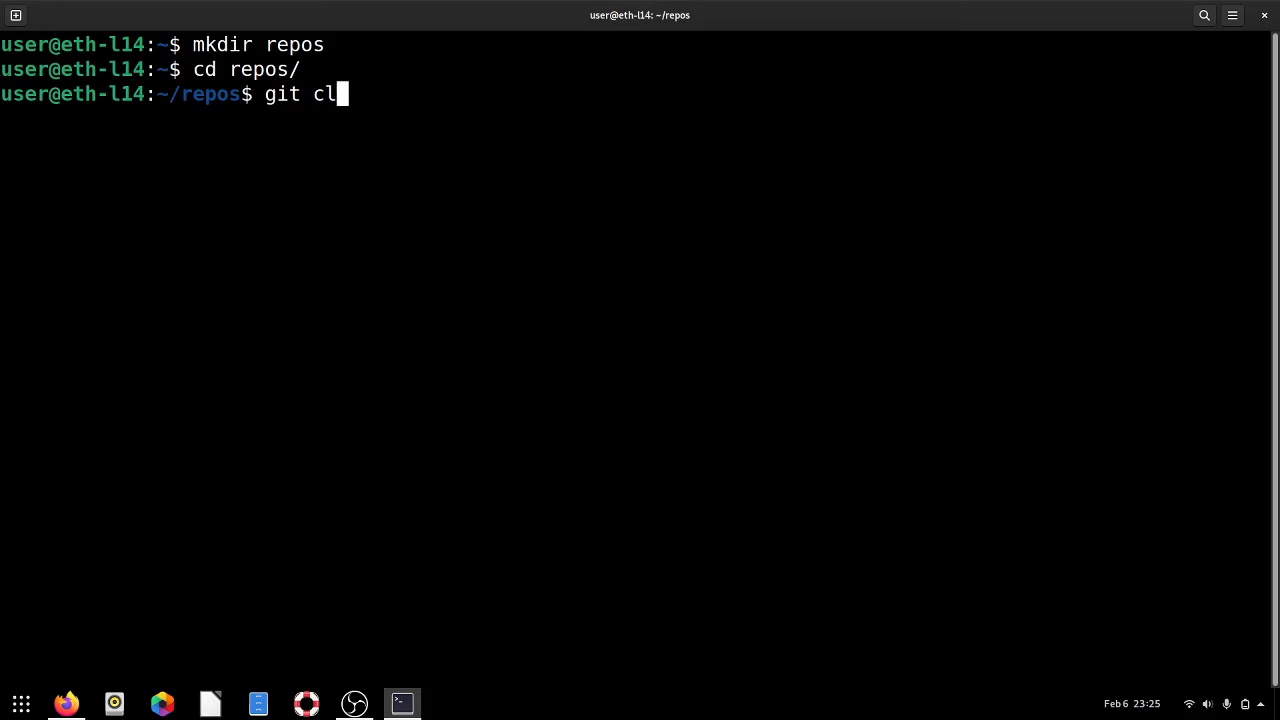 user@eth-l14: ~/repos
user@eth-l14:~$ mkdir repos
user@eth-l14:~$ cd repos/
user@eth-l14:~/repos$ git cl
Feb 6 23:25